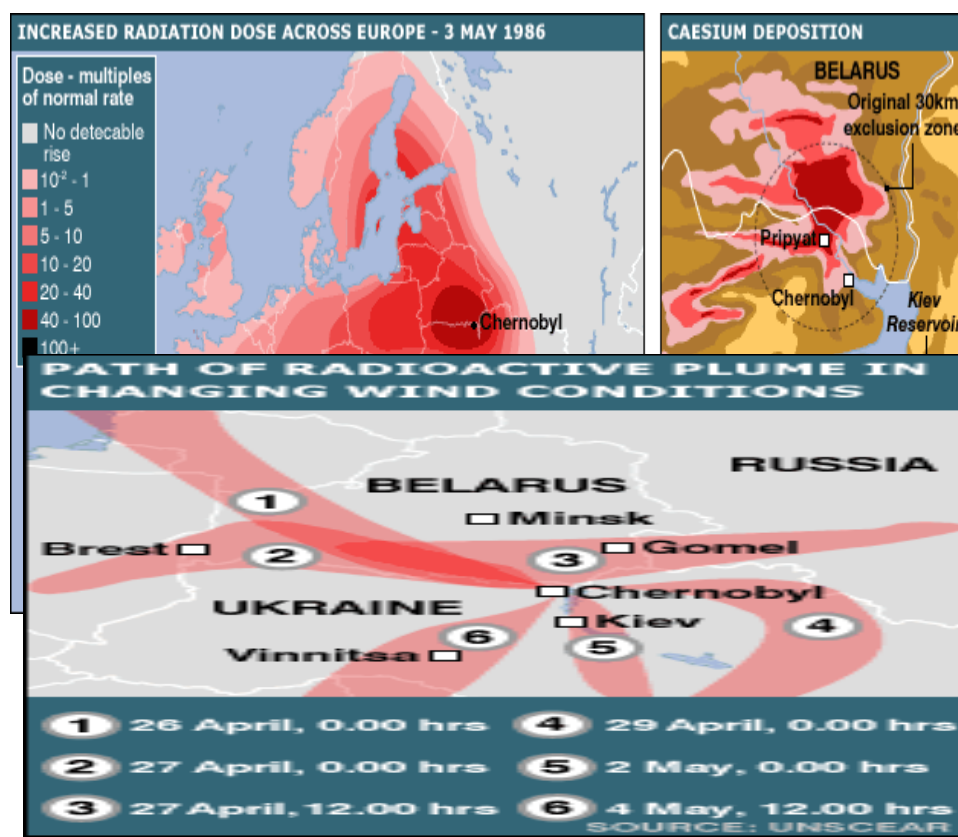 INCREASED RADIATION DOSE ACROSS EUROPE - 3 MAY 1986
Dose - multiples
of normal rate
No detecable
rise
10⁻² - 1
1 - 5
5 - 10
10 - 20
20 - 40
40 - 100
100+
Chernobyl
CAESIUM DEPOSITION
BELARUS
Original 30km
exclusion zone
Pripyat
Chernobyl
Kiev
Reservoir
PATH OF RADIOACTIVE PLUME IN
CHANGING WIND CONDITIONS
RUSSIA
BELARUS
1
Minsk
Brest
2
3
Gomel
Chernobyl
UKRAINE
Kiev
4
6
5
Vinnitsa
1 26 April, 0.00 hrs
2 27 April, 0.00 hrs
3 27 April, 12.00 hrs
4 29 April, 0.00 hrs
5 2 May, 0.00 hrs
6 4 May, 12.00 hrs
SOURCE: UNSCEAR